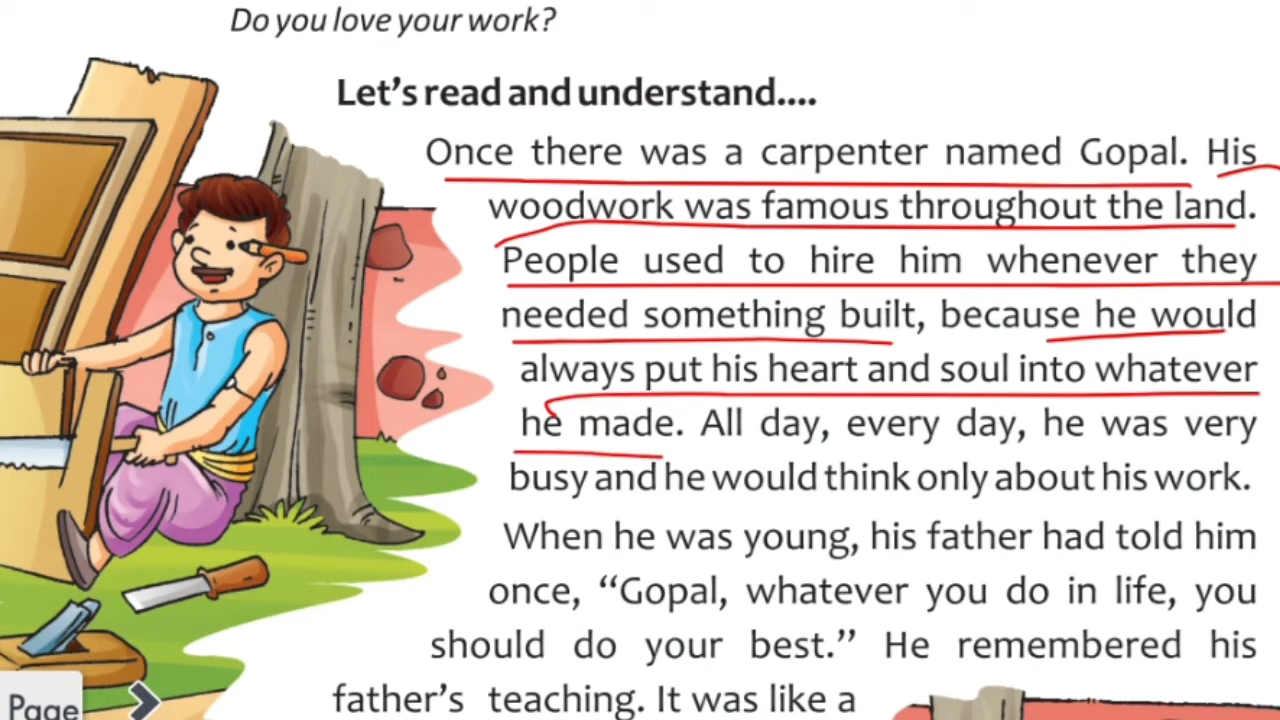 Do you love your work?
Let's read and understand....
Once there was a carpenter named Gopal. His
woodwork was famous throughout the land.
People used to hire him whenever they
needed something built, because he would
always put his heart and soul into whatever
he made. All day, every day, he was very
busy and he would think only about his work.
When he was young, his father had told him
once, “Gopal, whatever you do in life, you
should do your best.” He remembered his
father's teaching. It was like a
Page